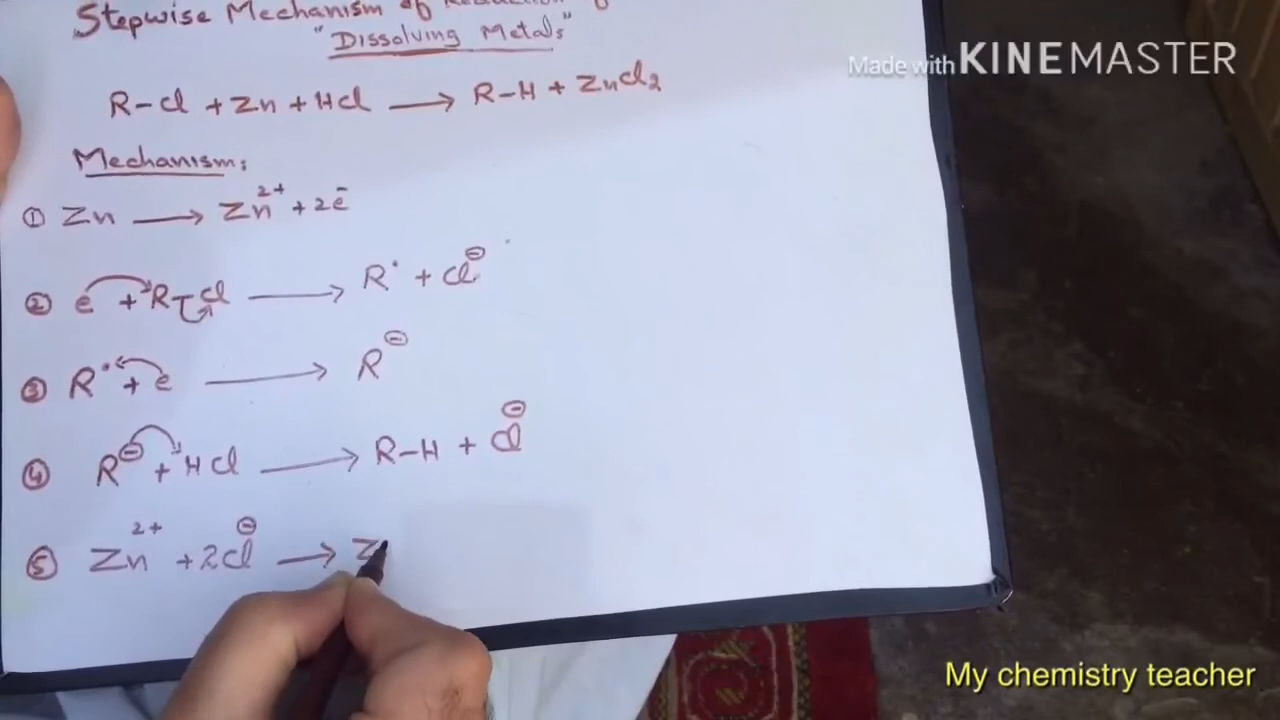 Stepwise Mechanism of
"Dissolving Metals"
Made with KINEMASTER
R-Cl + Zn + HCl ⟶ R-H + ZnCl₂
Mechanism:
① Zn ⟶ Zn²⁺ + 2e⁻
② e + R-Cl ⟶ R• + Cl⊖
③ R• + e ⟶ R⊖
④ R⊖ + HCl ⟶ R-H + Cl⊖
⑤ Zn²⁺ + 2Cl⊖ ⟶ Z
My chemistry teacher